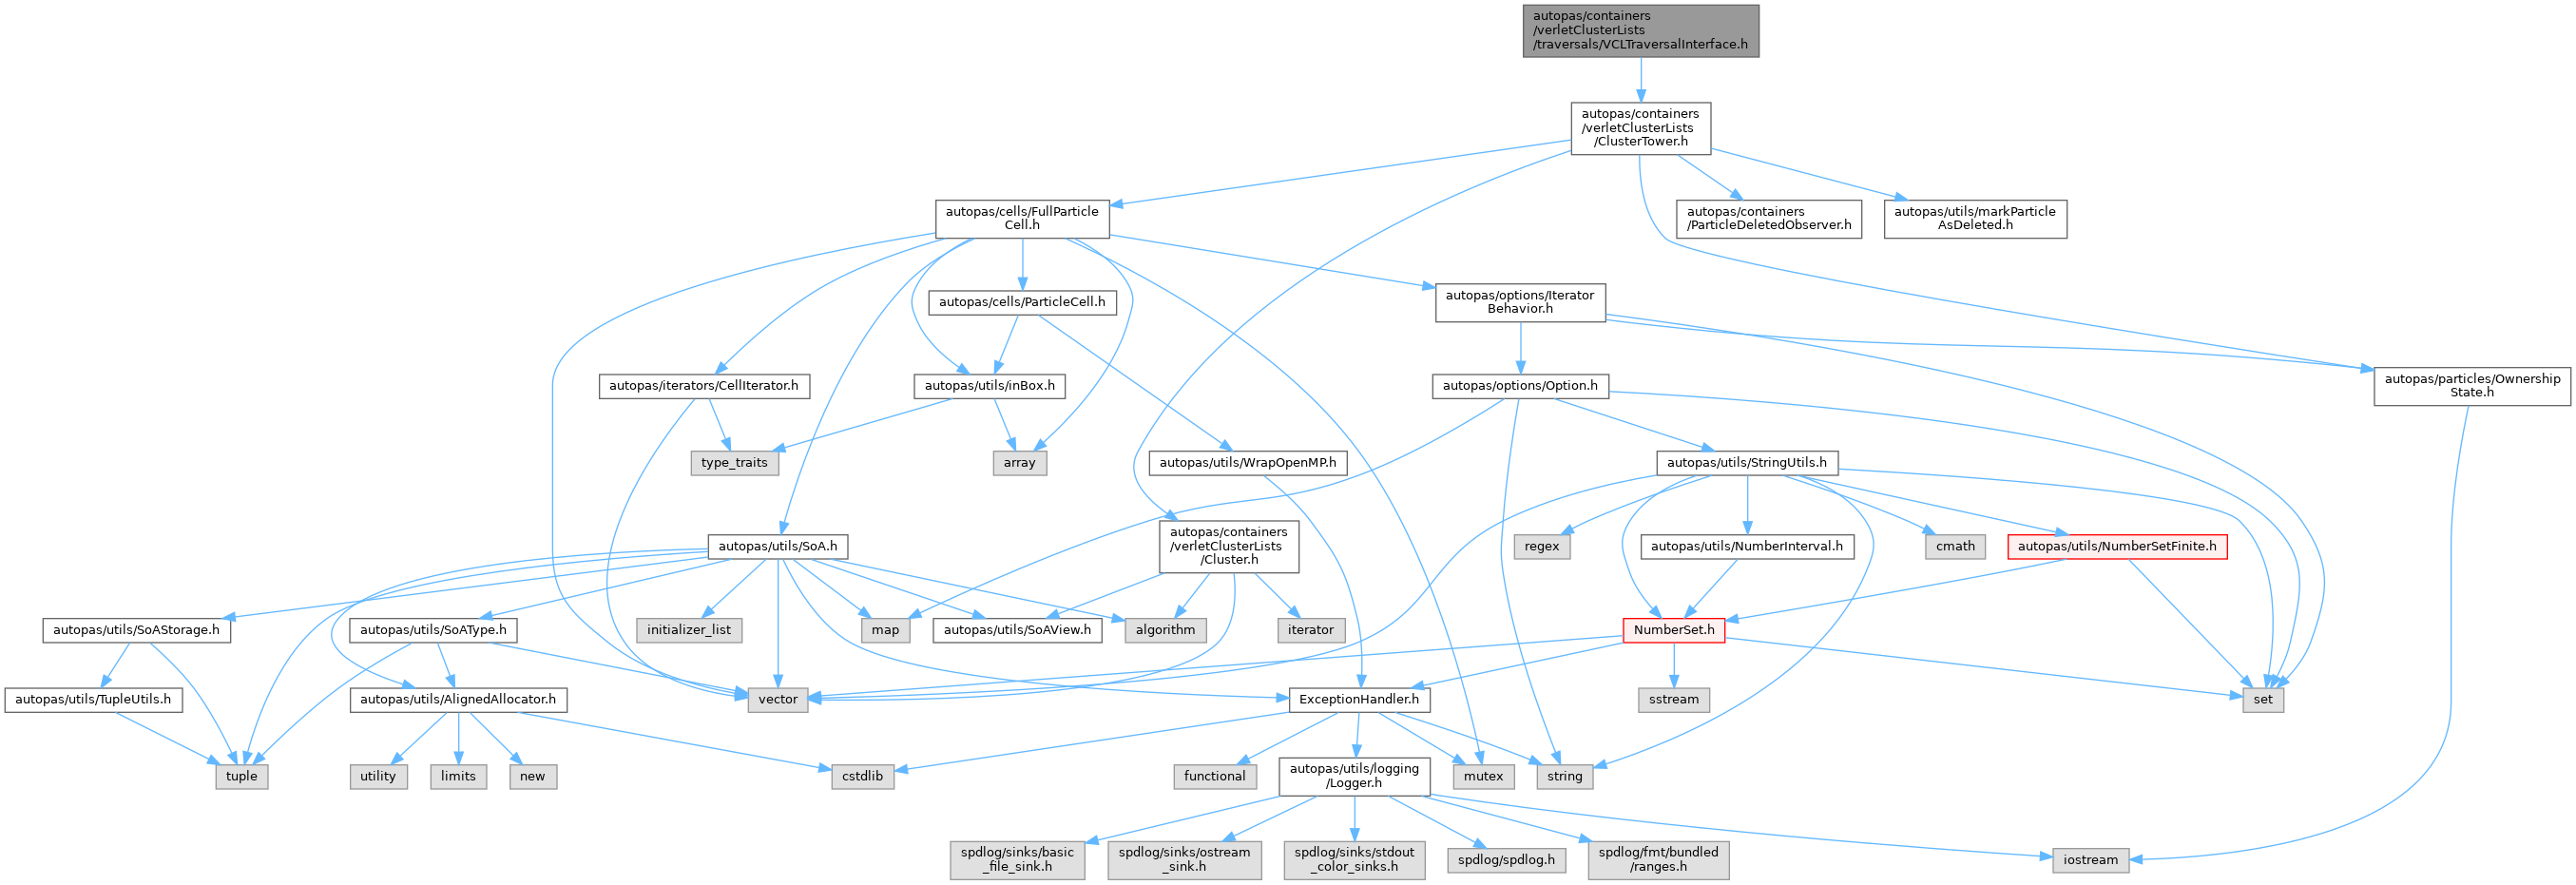 autopas/containers
/verletClusterLists
/traversals/VCLTraversalInterface.h
autopas/containers
/verletClusterLists
/ClusterTower.h
autopas/cells/FullParticle
Cell.h
autopas/containers
/ParticleDeletedObserver.h
autopas/utils/markParticle
AsDeleted.h
autopas/cells/ParticleCell.h
autopas/options/Iterator
Behavior.h
autopas/iterators/CellIterator.h
autopas/utils/inBox.h
autopas/options/Option.h
autopas/particles/Ownership
State.h
type_traits
array
autopas/utils/WrapOpenMP.h
autopas/utils/StringUtils.h
autopas/utils/SoA.h
autopas/containers
/verletClusterLists
/Cluster.h
regex
autopas/utils/NumberInterval.h
cmath
autopas/utils/NumberSetFinite.h
autopas/utils/SoAStorage.h
autopas/utils/SoAType.h
initializer_list
map
autopas/utils/SoAView.h
algorithm
iterator
NumberSet.h
autopas/utils/TupleUtils.h
autopas/utils/AlignedAllocator.h
vector
ExceptionHandler.h
sstream
set
tuple
utility
limits
new
cstdlib
functional
autopas/utils/logging
/Logger.h
mutex
string
spdlog/sinks/basic
_file_sink.h
spdlog/sinks/ostream
_sink.h
spdlog/sinks/stdout
_color_sinks.h
spdlog/spdlog.h
spdlog/fmt/bundled
/ranges.h
iostream